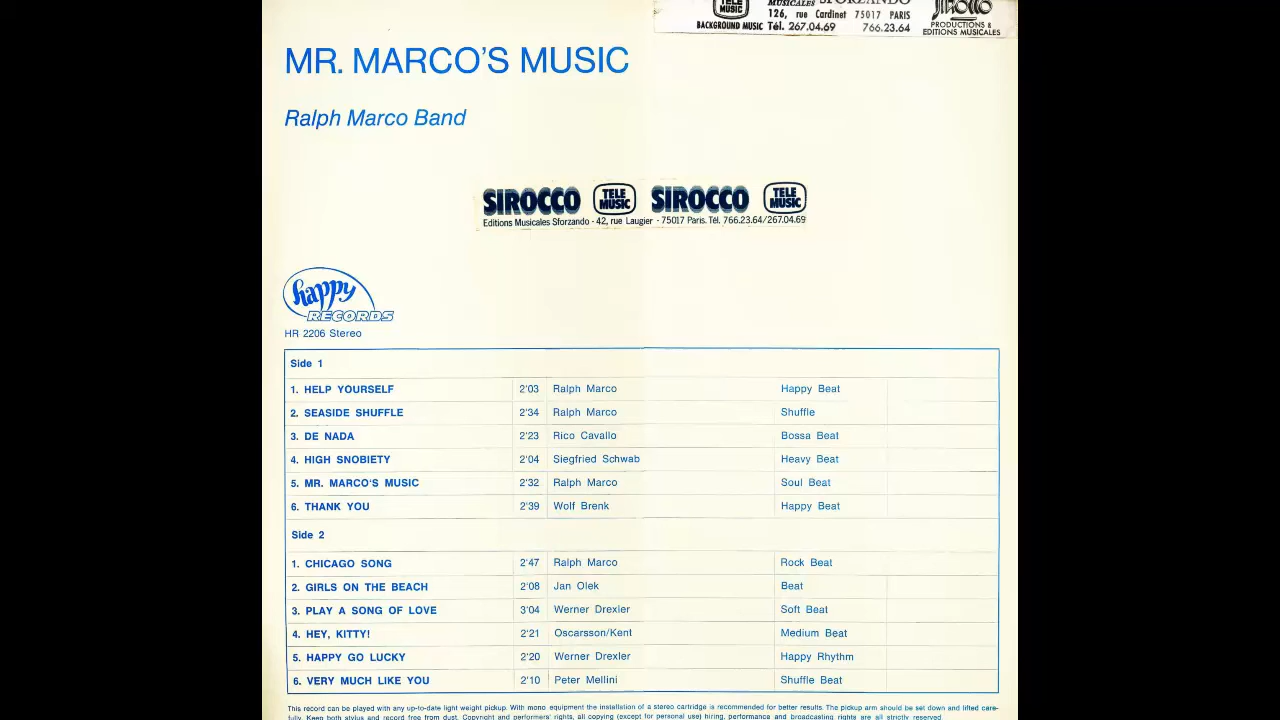 TELE MUSIC
BACKGROUND MUSIC
MUSICALES SFORZANDO
126, rue Cardinet 75017 PARIS
Tél. 267.04.69 766.23.64
SIROCCO
PRODUCTIONS &
EDITIONS MUSICALES
MR. MARCO'S MUSIC
Ralph Marco Band
SIROCCO TELE MUSIC SIROCCO TELE MUSIC
Editions Musicales Sforzando - 42, rue Laugier - 75017 Paris. Tél. 766.23.64/267.04.69
happy
RECORDS
HR 2206 Stereo
Side 1
1. HELP YOURSELF 2'03 Ralph Marco Happy Beat
2. SEASIDE SHUFFLE 2'34 Ralph Marco Shuffle
3. DE NADA 2'23 Rico Cavallo Bossa Beat
4. HIGH SNOBIETY 2'04 Siegfried Schwab Heavy Beat
5. MR. MARCO'S MUSIC 2'32 Ralph Marco Soul Beat
6. THANK YOU 2'39 Wolf Brenk Happy Beat
Side 2
1. CHICAGO SONG 2'47 Ralph Marco Rock Beat
2. GIRLS ON THE BEACH 2'08 Jan Olek Beat
3. PLAY A SONG OF LOVE 3'04 Werner Drexler Soft Beat
4. HEY, KITTY! 2'21 Oscarsson/Kent Medium Beat
5. HAPPY GO LUCKY 2'20 Werner Drexler Happy Rhythm
6. VERY MUCH LIKE YOU 2'10 Peter Mellini Shuffle Beat
This record can be played with any up-to-date light weight pickup. With mono equipment the installation of a stereo cartridge is recommended for better results. The pickup arm should be set down and lifted care-
fully. Keep both stylus and record free from dust. Copyright and performers' rights, all copying (except for personal use) hiring, performance and broadcasting rights are all strictly reserved.